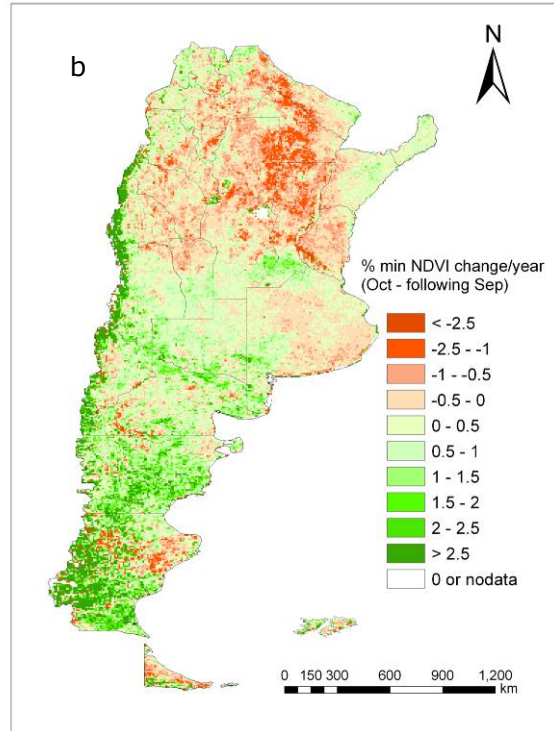 b
N
% min NDVI change/year
(Oct - following Sep)
< -2.5
-2.5 - -1
-1 - -0.5
-0.5 - 0
0 - 0.5
0.5 - 1
1 - 1.5
1.5 - 2
2 - 2.5
> 2.5
0 or nodata
0 150 300 600 900 1,200
km